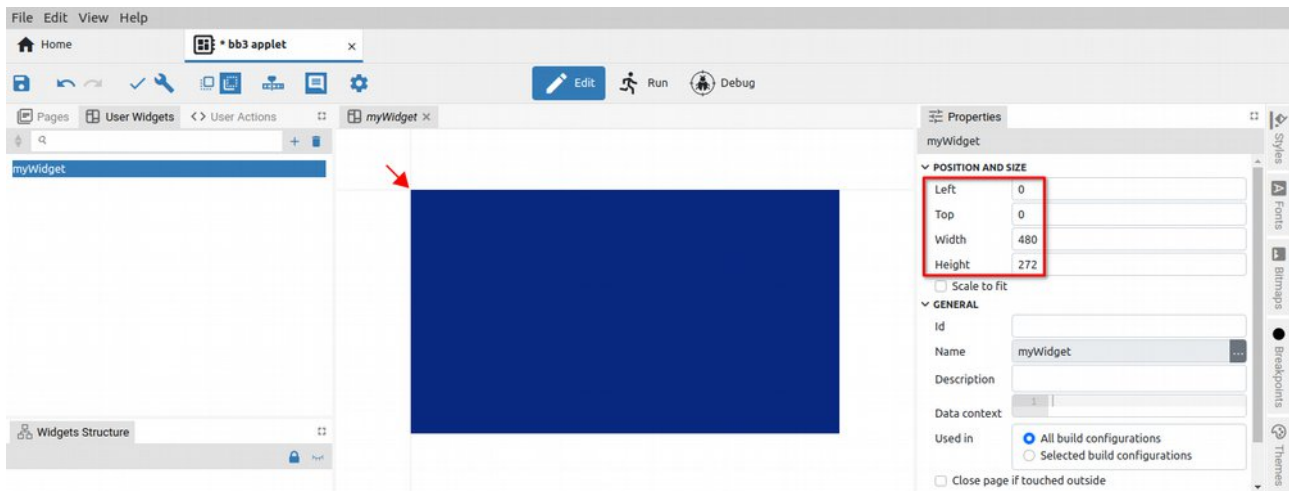 File Edit View Help
Home * bb3 applet ×
Edit Run Debug
Pages User Widgets <> User Actions myWidget × Properties
myWidget
myWidget
POSITION AND SIZE
Left 0
Top 0
Width 480
Height 272
Scale to fit
GENERAL
Id
Name myWidget ...
Description
Data context 1
Used in All build configurations
Selected build configurations
Close page if touched outside
Widgets Structure
Styles
Fonts
Bitmaps
Breakpoints
Themes